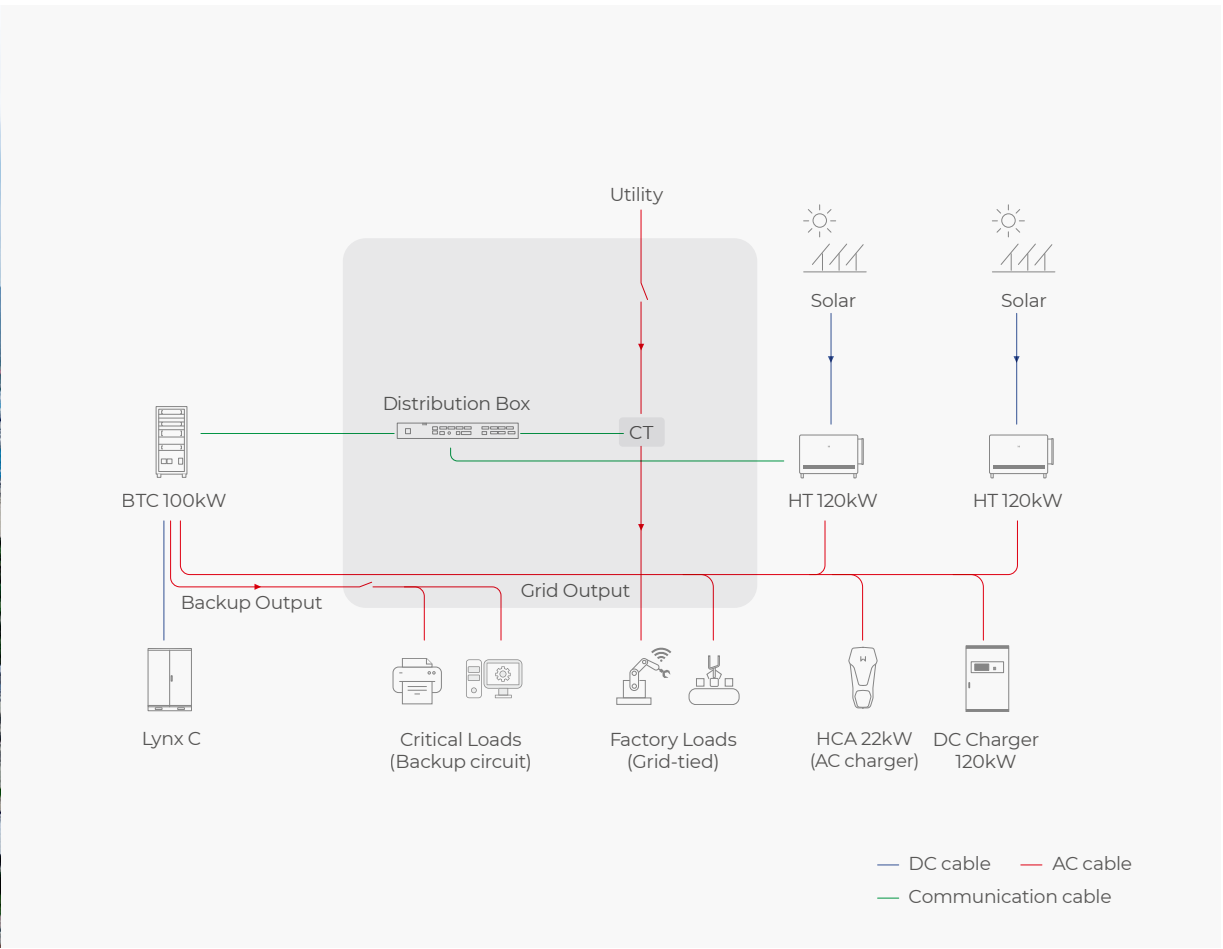 Utility
Solar
Solar
Distribution Box
CT
BTC 100kW
HT 120kW
HT 120kW
Backup Output
Grid Output
Lynx C
Critical Loads
(Backup circuit)
Factory Loads
(Grid-tied)
HCA 22kW
(AC charger)
DC Charger
120kW
DC cable
AC cable
Communication cable